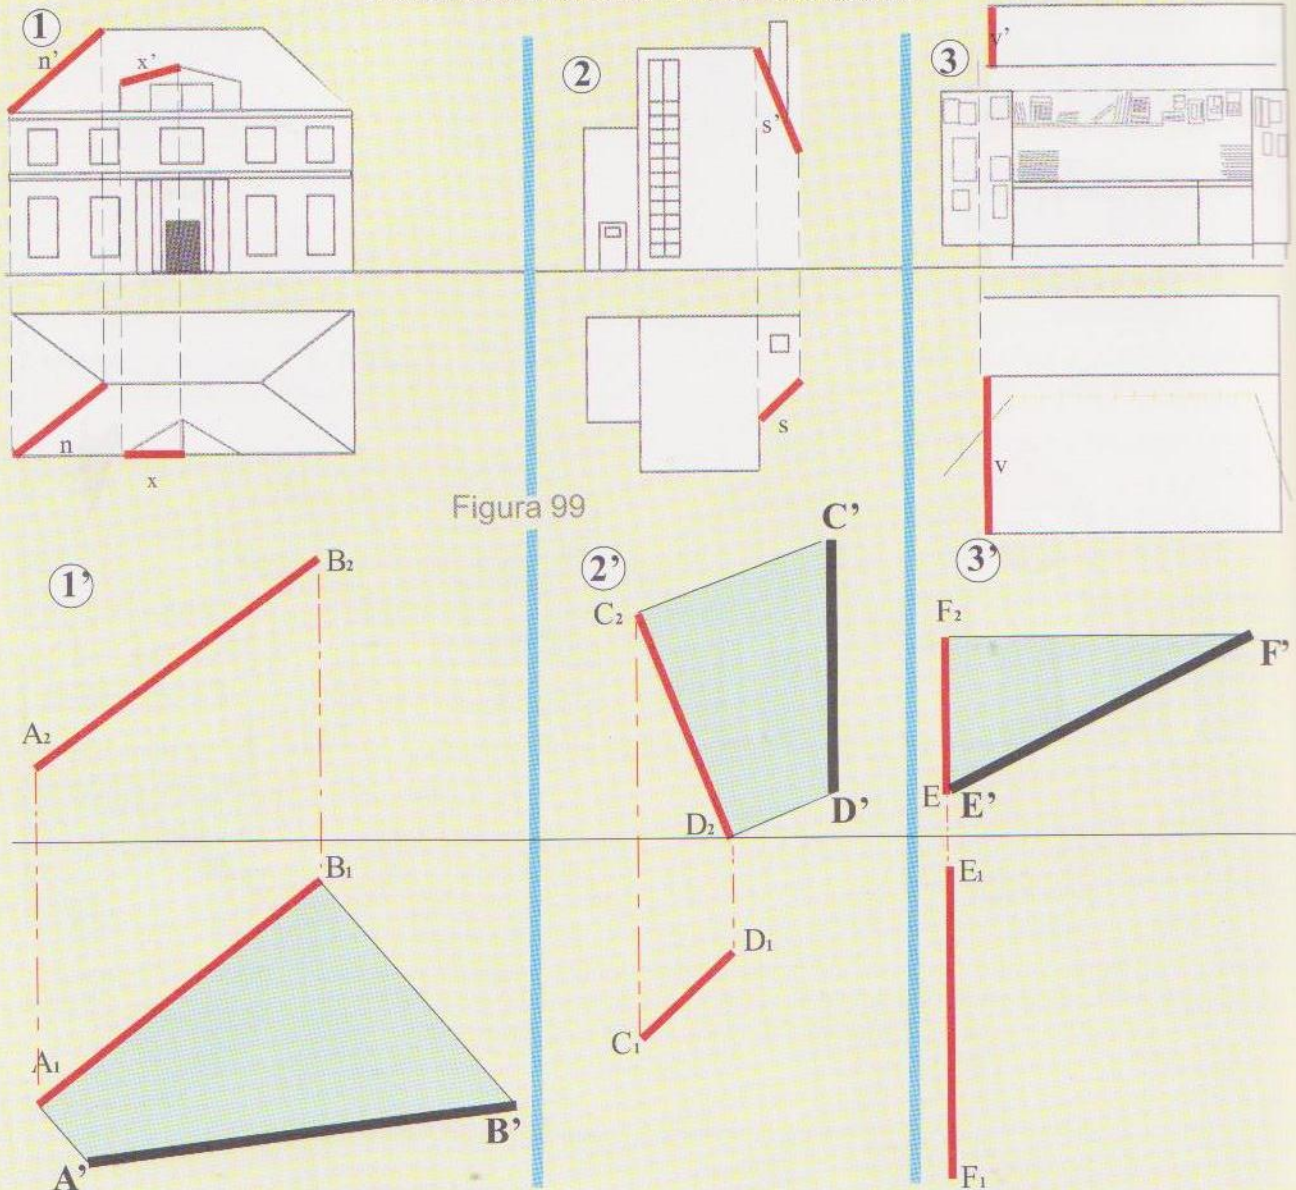 1
n'
x'
n
x
2
s'
s
3
v'
v
Figura 99
1'
B₂
A₂
B₁
A₁
B'
A'
2'
C'
C₂
D₂
D'
D₁
C₁
3'
F₂
F'
E
E'
E₁
F₁